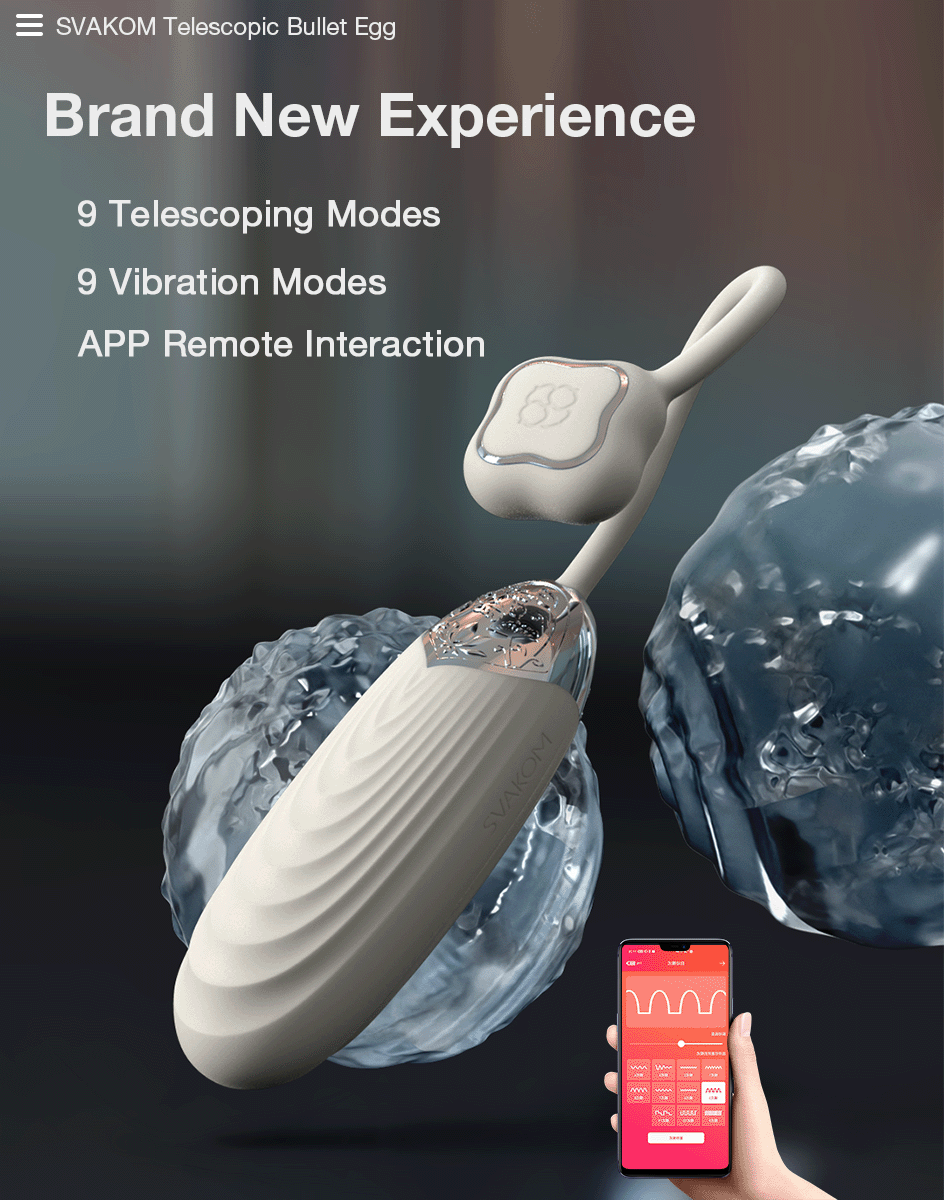 SVAKOM Telescopic Bullet Egg
Brand New Experience
9 Telescoping Modes
9 Vibration Modes
APP Remote Interaction
SVAKOM